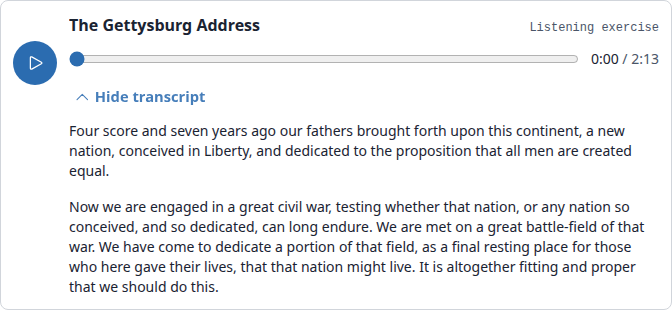 The Gettysburg Address
Listening exercise
0:00 / 2:13
Hide transcript
Four score and seven years ago our fathers brought forth upon this continent, a new
nation, conceived in Liberty, and dedicated to the proposition that all men are created
equal.
Now we are engaged in a great civil war, testing whether that nation, or any nation so
conceived, and so dedicated, can long endure. We are met on a great battle-field of that
war. We have come to dedicate a portion of that field, as a final resting place for those
who here gave their lives, that that nation might live. It is altogether fitting and proper
that we should do this.